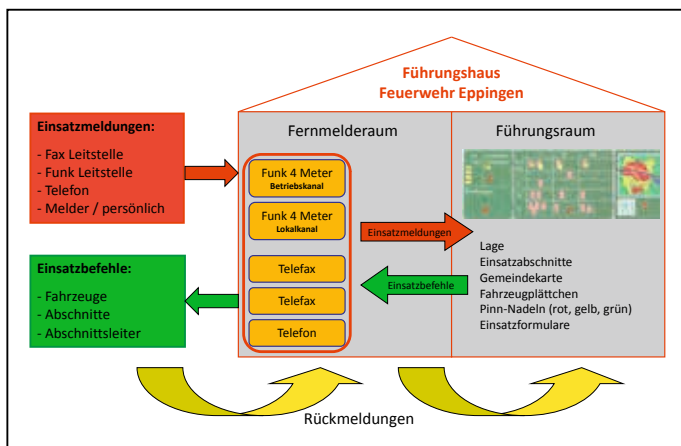 Führungshaus
Feuerwehr Eppingen
Einsatzmeldungen:
- Fax Leitstelle
- Funk Leitstelle
- Telefon
- Melder / persönlich
Einsatzbefehle:
- Fahrzeuge
- Abschnitte
- Abschnittsleiter
Fernmelderaum
Funk 4 Meter
Betriebskanal
Funk 4 Meter
Lokalkanal
Telefax
Telefax
Telefon
Einsatzmeldungen
Einsatzbefehle
Führungsraum
Lage
Einsatzabschnitte
Gemeindekarte
Fahrzeugplättchen
Pinn-Nadeln (rot, gelb, grün)
Einsatzformulare
Rückmeldungen